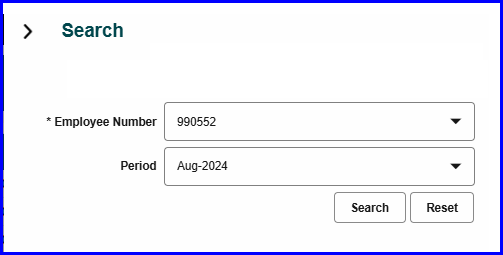 Search
* Employee Number 990552
Period Aug-2024
Search Reset